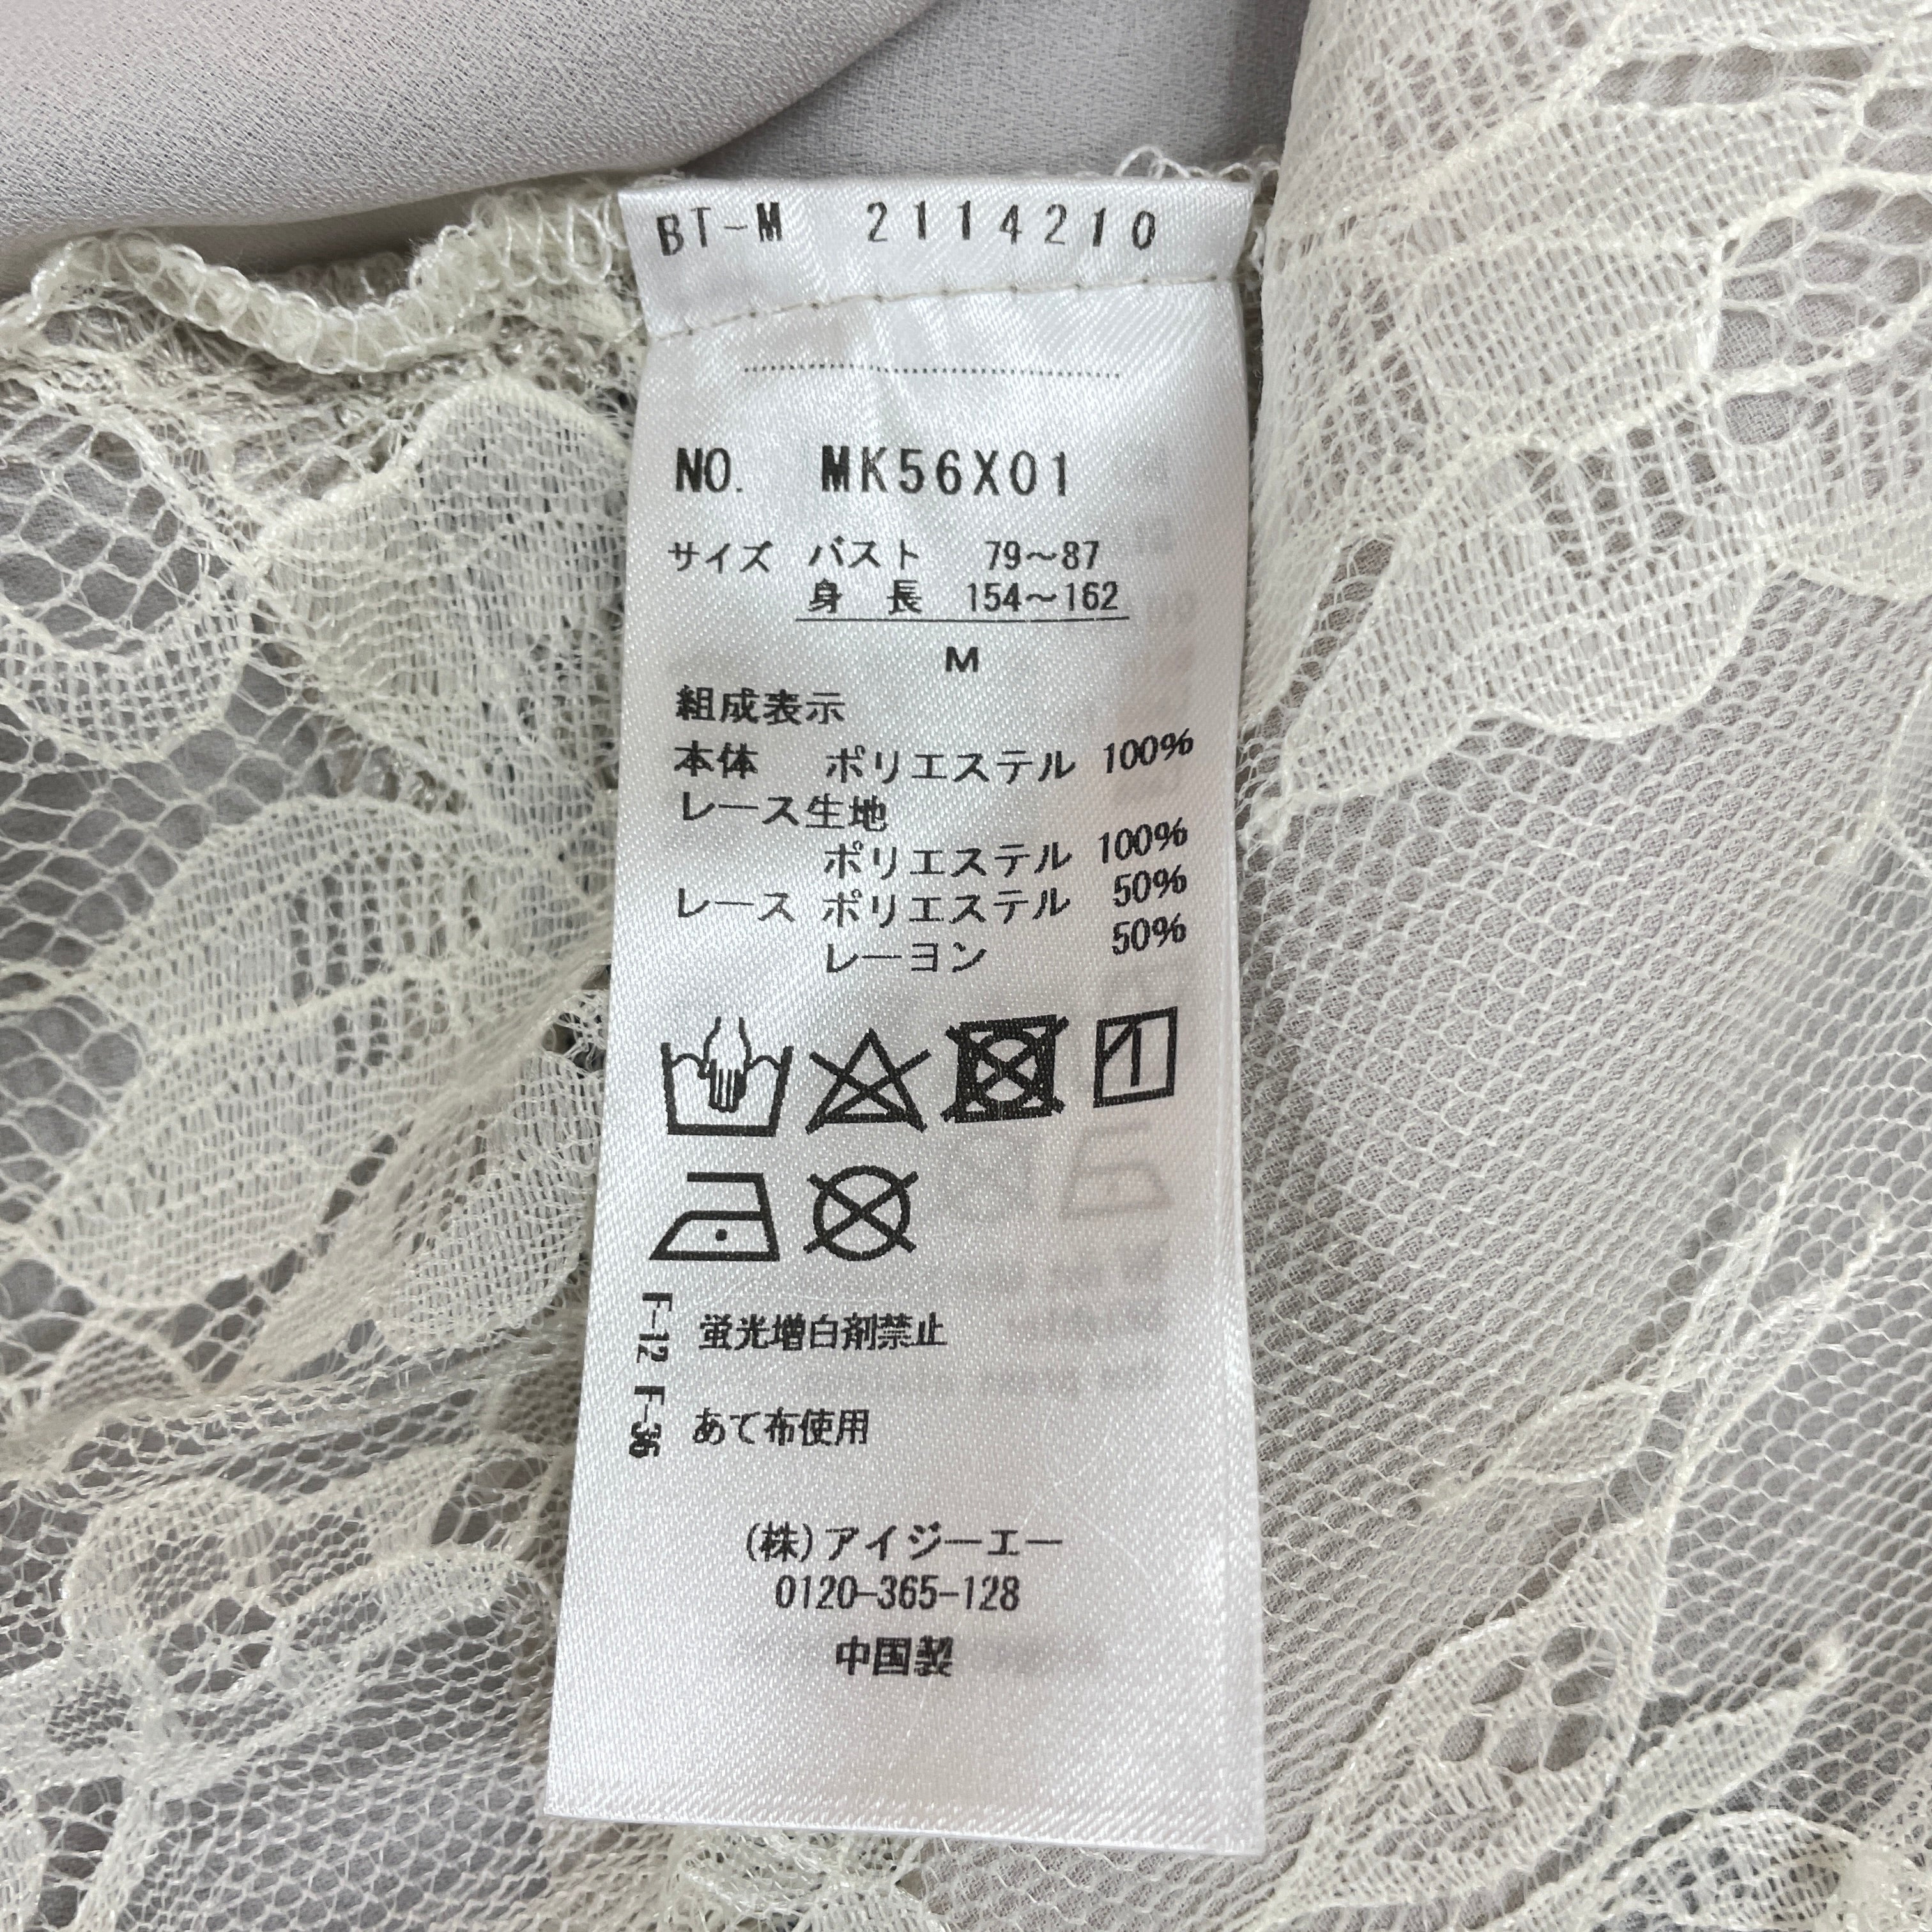 BT-M 2114210
NO. MK56X01
サイズ バスト 79～87
身長 154～162
M
組成表示
本体 ポリエステル 100%
レース生地
ポリエステル 100%
レース ポリエステル 50%
レーヨン 50%
F-12 蛍光増白剤禁止
F-36 あて布使用
(株)アイジーエー
0120-365-128
中国製